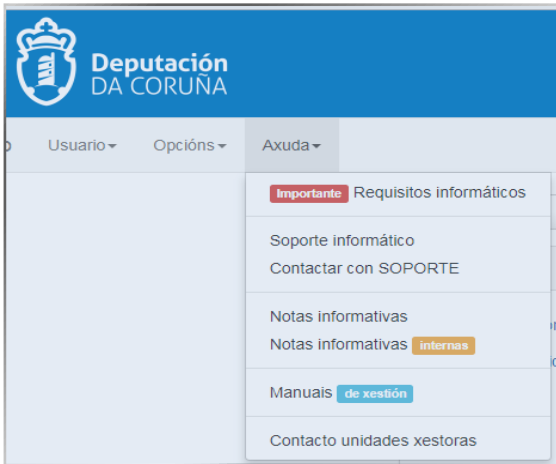 Deputación
DA CORUÑA
Usuario Opcións Axuda
Importante Requisitos informáticos
Soporte informático
Contactar con SOPORTE
Notas informativas
Notas informativas internas
Manuais de xestión
Contacto unidades xestoras